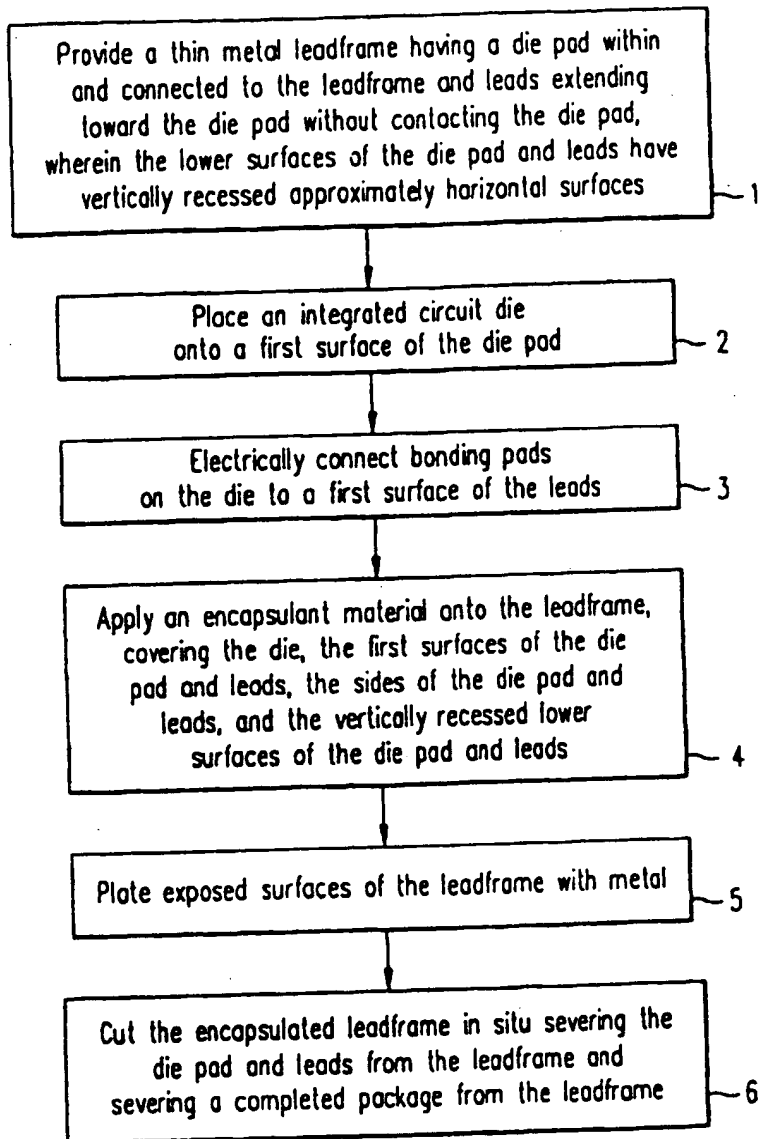 Provide a thin metal leadframe having a die pad within
and connected to the leadframe and leads extending
toward the die pad without contacting the die pad,
wherein the lower surfaces of the die pad and leads have
vertically recessed approximately horizontal surfaces
1
Place an integrated circuit die
onto a first surface of the die pad
2
Electrically connect bonding pads
on the die to a first surface of the leads
3
Apply an encapsulant material onto the leadframe,
covering the die, the first surfaces of the die
pad and leads, the sides of the die pad and
leads, and the vertically recessed lower
surfaces of the die pad and leads
4
Plate exposed surfaces of the leadframe with metal
5
Cut the encapsulated leadframe in situ severing the
die pad and leads from the leadframe and
severing a completed package from the leadframe
6